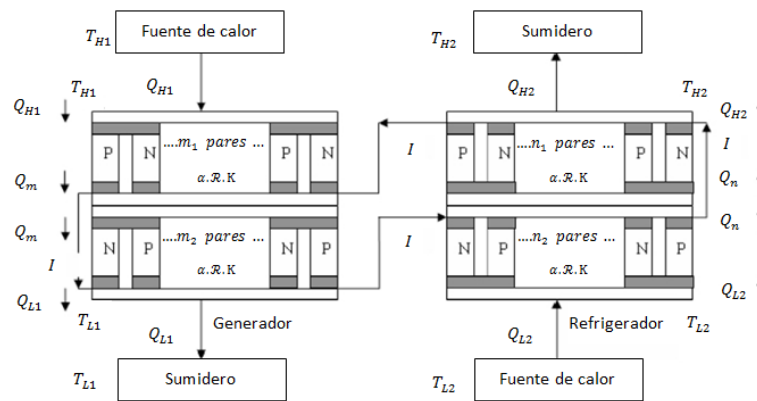 T_{H1}
Fuente de calor
T_{H2}
Sumidero
T_{H1}
Q_{H1}
Q_{H2}
T_{H2}
Q_{H1}
Q_{H2}
P N ....m_1 pares ... P N
I
P N ....n_1 pares ... P N
I
α.ℛ.K
α.ℛ.K
Q_m
Q_n
Q_m
Q_n
N P ....m_2 pares ... N P
I
N P ....n_2 pares ... N P
I
α.ℛ.K
α.ℛ.K
Q_{L1}
Q_{L2}
T_{L1}
Q_{L1}
Generador
Q_{L2}
Refrigerador
T_{L2}
T_{L1}
Sumidero
T_{L2}
Fuente de calor